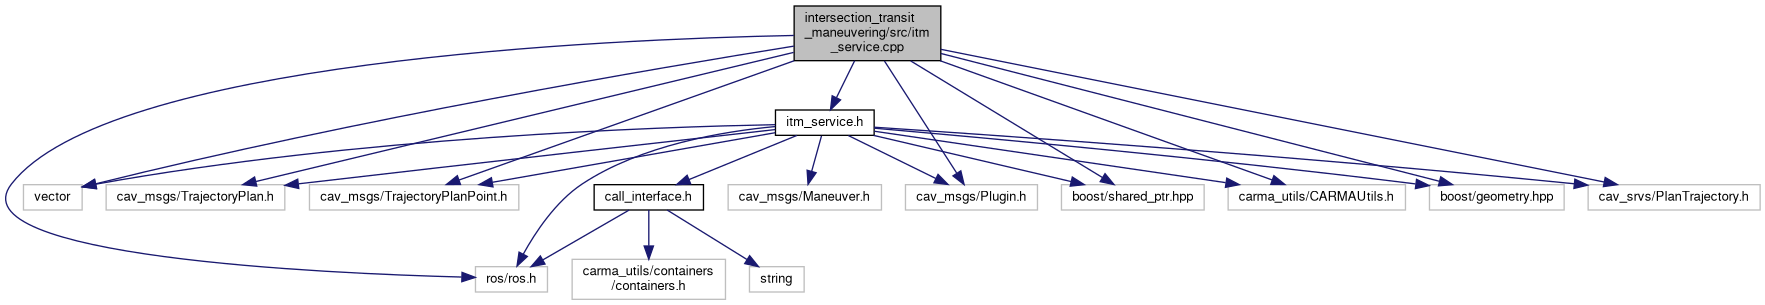 intersection_transit
_maneuvering/src/itm
_service.cpp
itm_service.h
vector
cav_msgs/TrajectoryPlan.h
cav_msgs/TrajectoryPlanPoint.h
call_interface.h
cav_msgs/Maneuver.h
cav_msgs/Plugin.h
boost/shared_ptr.hpp
carma_utils/CARMAUtils.h
boost/geometry.hpp
cav_srvs/PlanTrajectory.h
ros/ros.h
carma_utils/containers
/containers.h
string